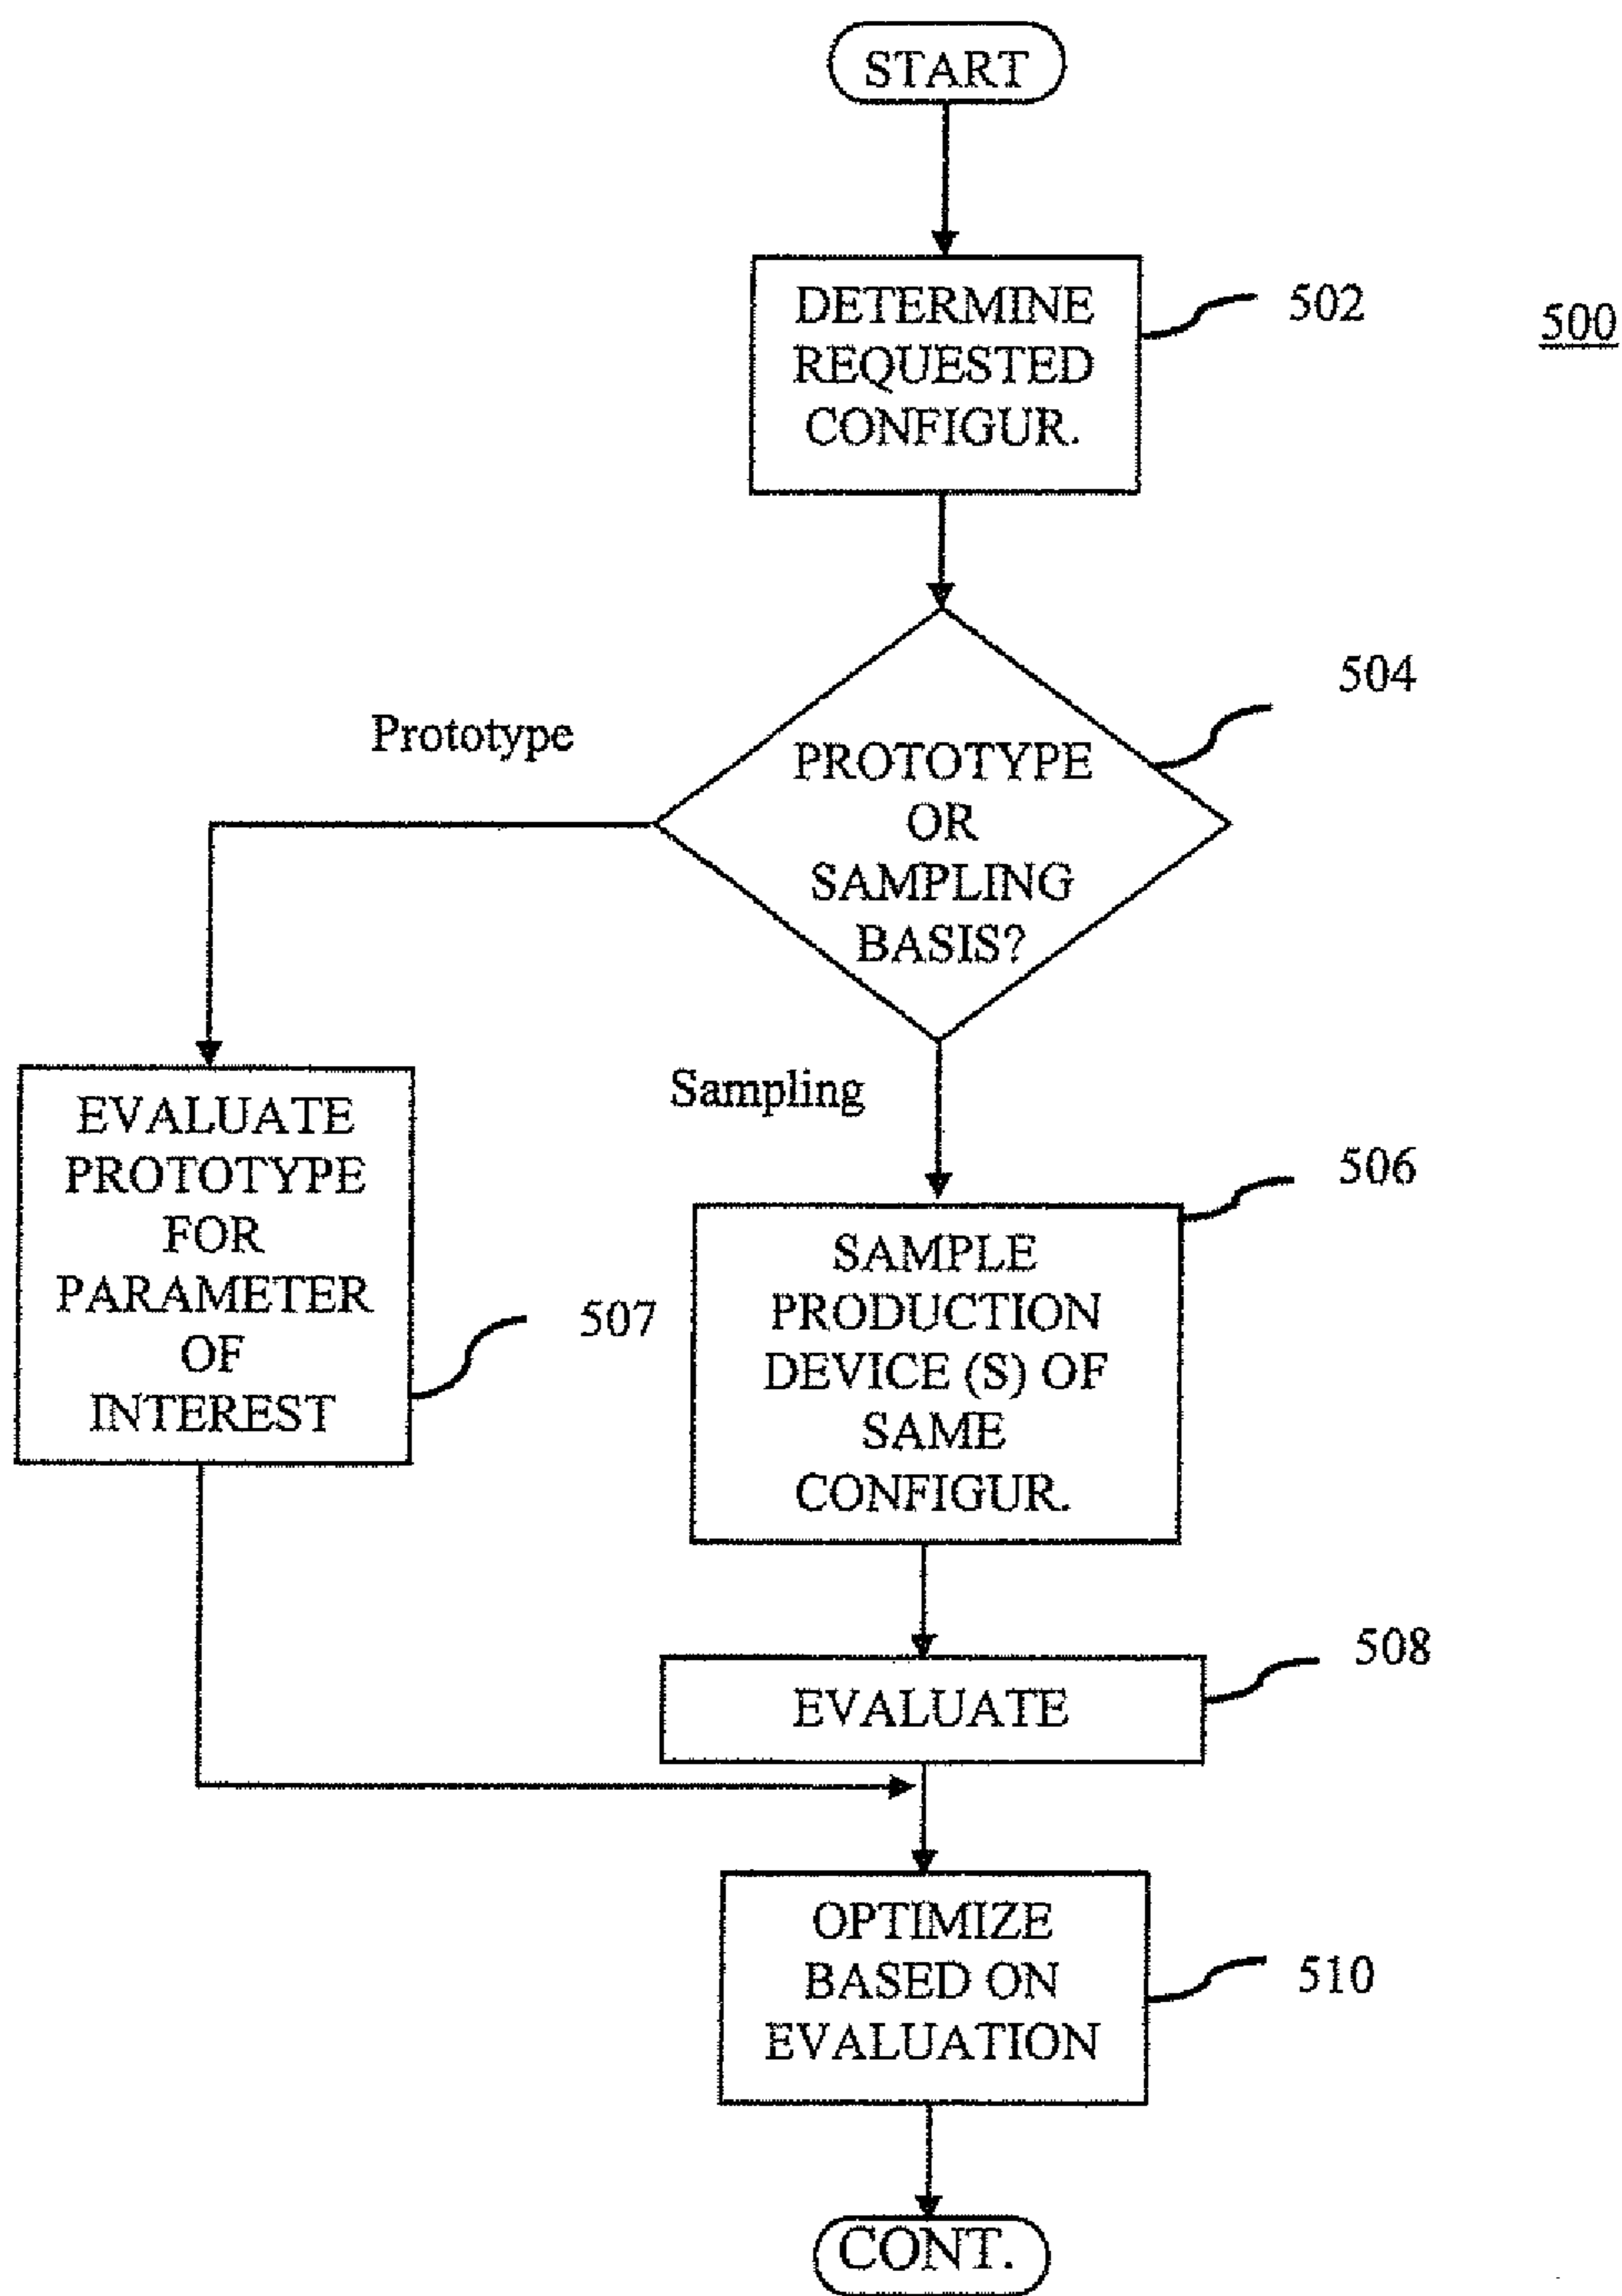 START
DETERMINE
REQUESTED
CONFIGUR.
502
500
504
Prototype
PROTOTYPE
OR
SAMPLING
BASIS?
Sampling
EVALUATE
PROTOTYPE
FOR
PARAMETER
OF
INTEREST
507
506
SAMPLE
PRODUCTION
DEVICE (S) OF
SAME
CONFIGUR.
508
EVALUATE
OPTIMIZE
BASED ON
EVALUATION
510
CONT.